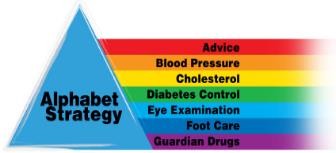 Alphabet
Strategy
Advice
Blood Pressure
Cholesterol
Diabetes Control
Eye Examination
Foot Care
Guardian Drugs